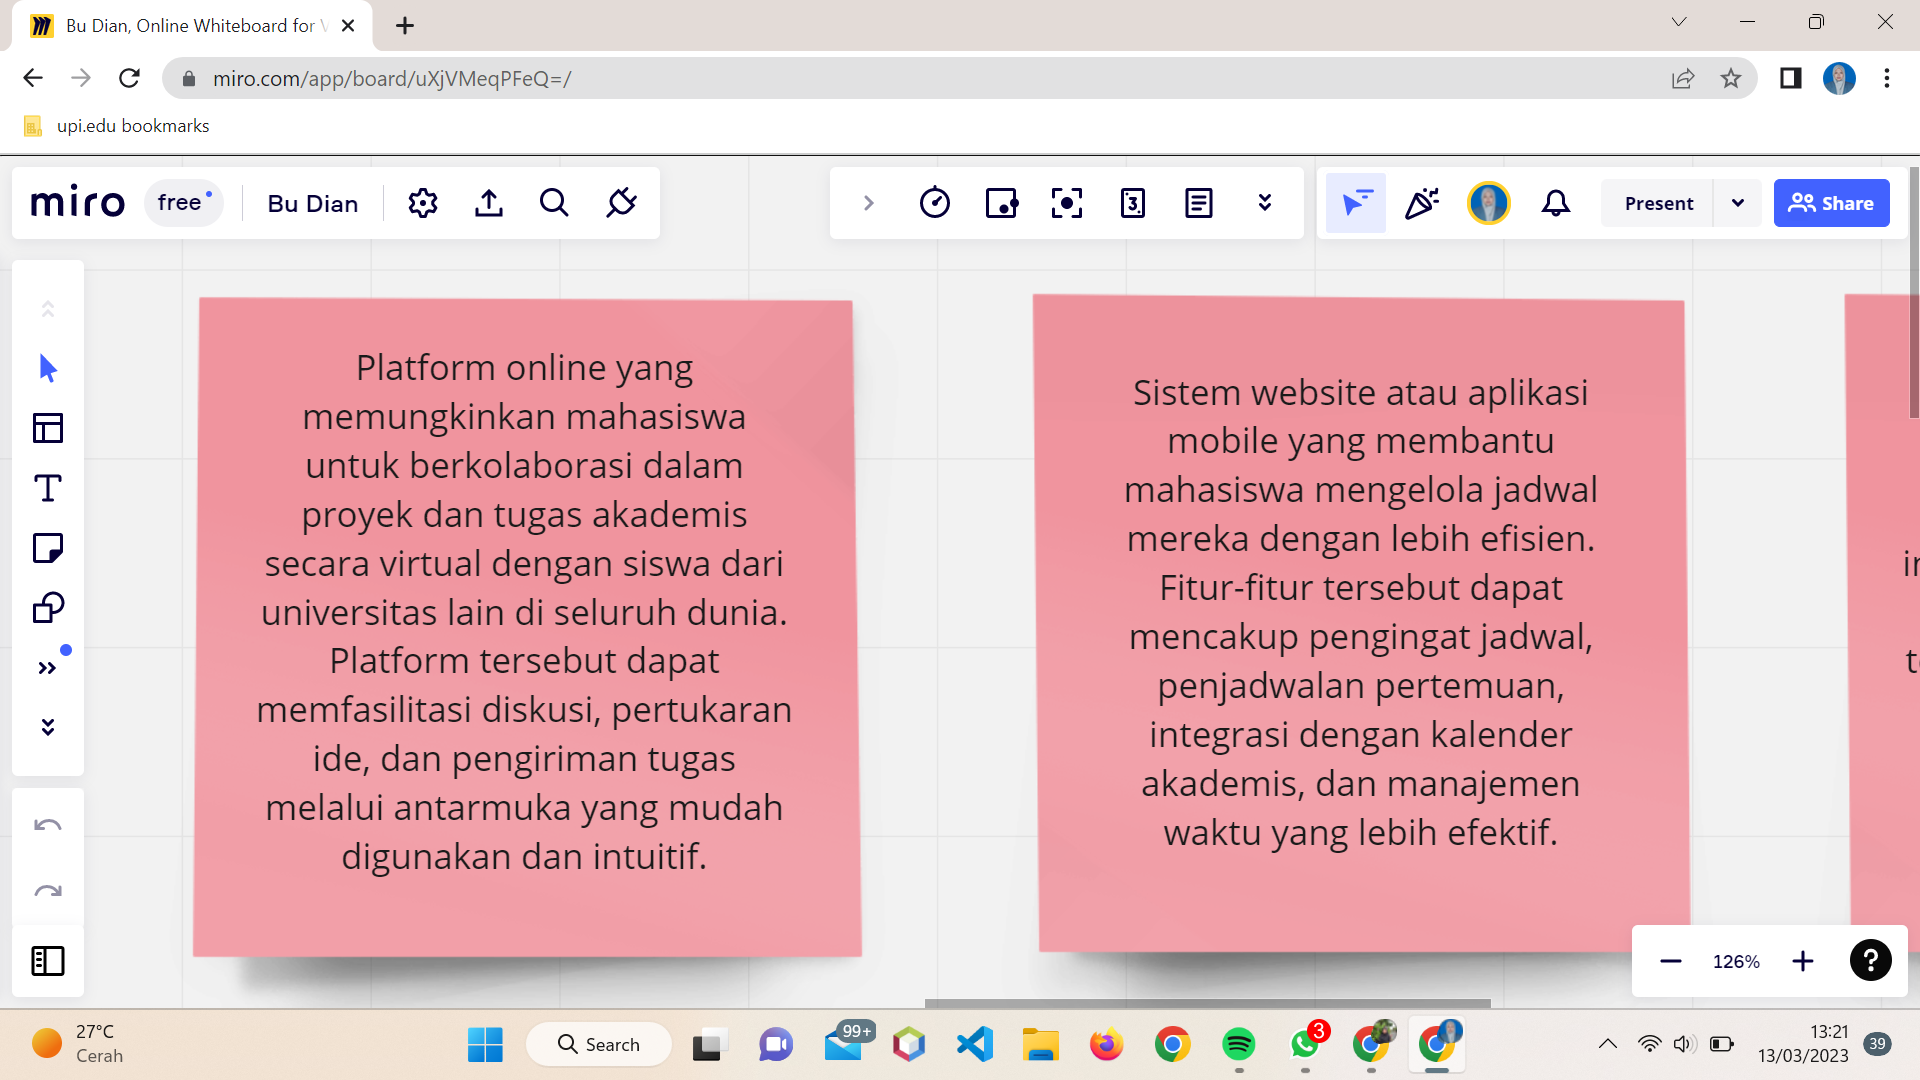 Bu Dian, Online Whiteboard for
miro.com/app/board/uXjVMeqPFeQ=/
upi.edu bookmarks
miro
free
Bu Dian
3
Present
Share
Platform online yang
memungkinkan mahasiswa
untuk berkolaborasi dalam
proyek dan tugas akademis
secara virtual dengan siswa dari
universitas lain di seluruh dunia.
Platform tersebut dapat
memfasilitasi diskusi, pertukaran
ide, dan pengiriman tugas
melalui antarmuka yang mudah
digunakan dan intuitif.
Sistem website atau aplikasi
mobile yang membantu
mahasiswa mengelola jadwal
mereka dengan lebih efisien.
Fitur-fitur tersebut dapat
mencakup pengingat jadwal,
penjadwalan pertemuan,
integrasi dengan kalender
akademis, dan manajemen
waktu yang lebih efektif.
126%
?
27°C
Cerah
Search
99+
3
13:21
13/03/2023
39